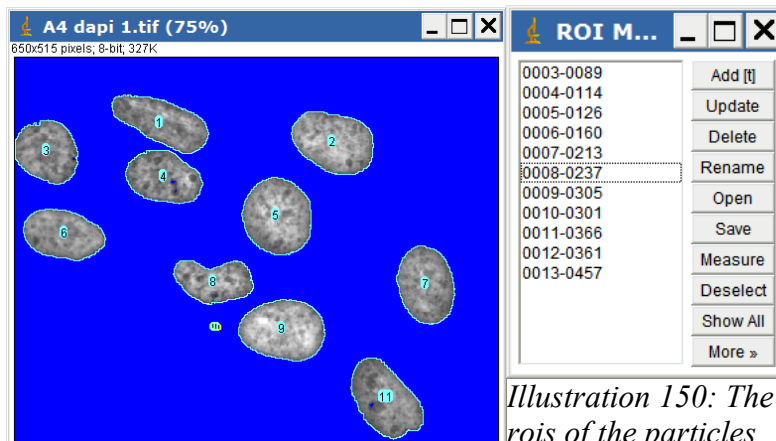 A4 dapi 1.tif (75%)
650x515 pixels; 8-bit; 327K
1
2
3
4
5
6
7
8
9
10
11
ROI M...
0003-0089
0004-0114
0005-0126
0006-0160
0007-0213
0008-0237
0009-0305
0010-0301
0011-0366
0012-0361
0013-0457
Add [t]
Update
Delete
Rename
Open
Save
Measure
Deselect
Show All
More »
Illustration 150: The
rois of the particles